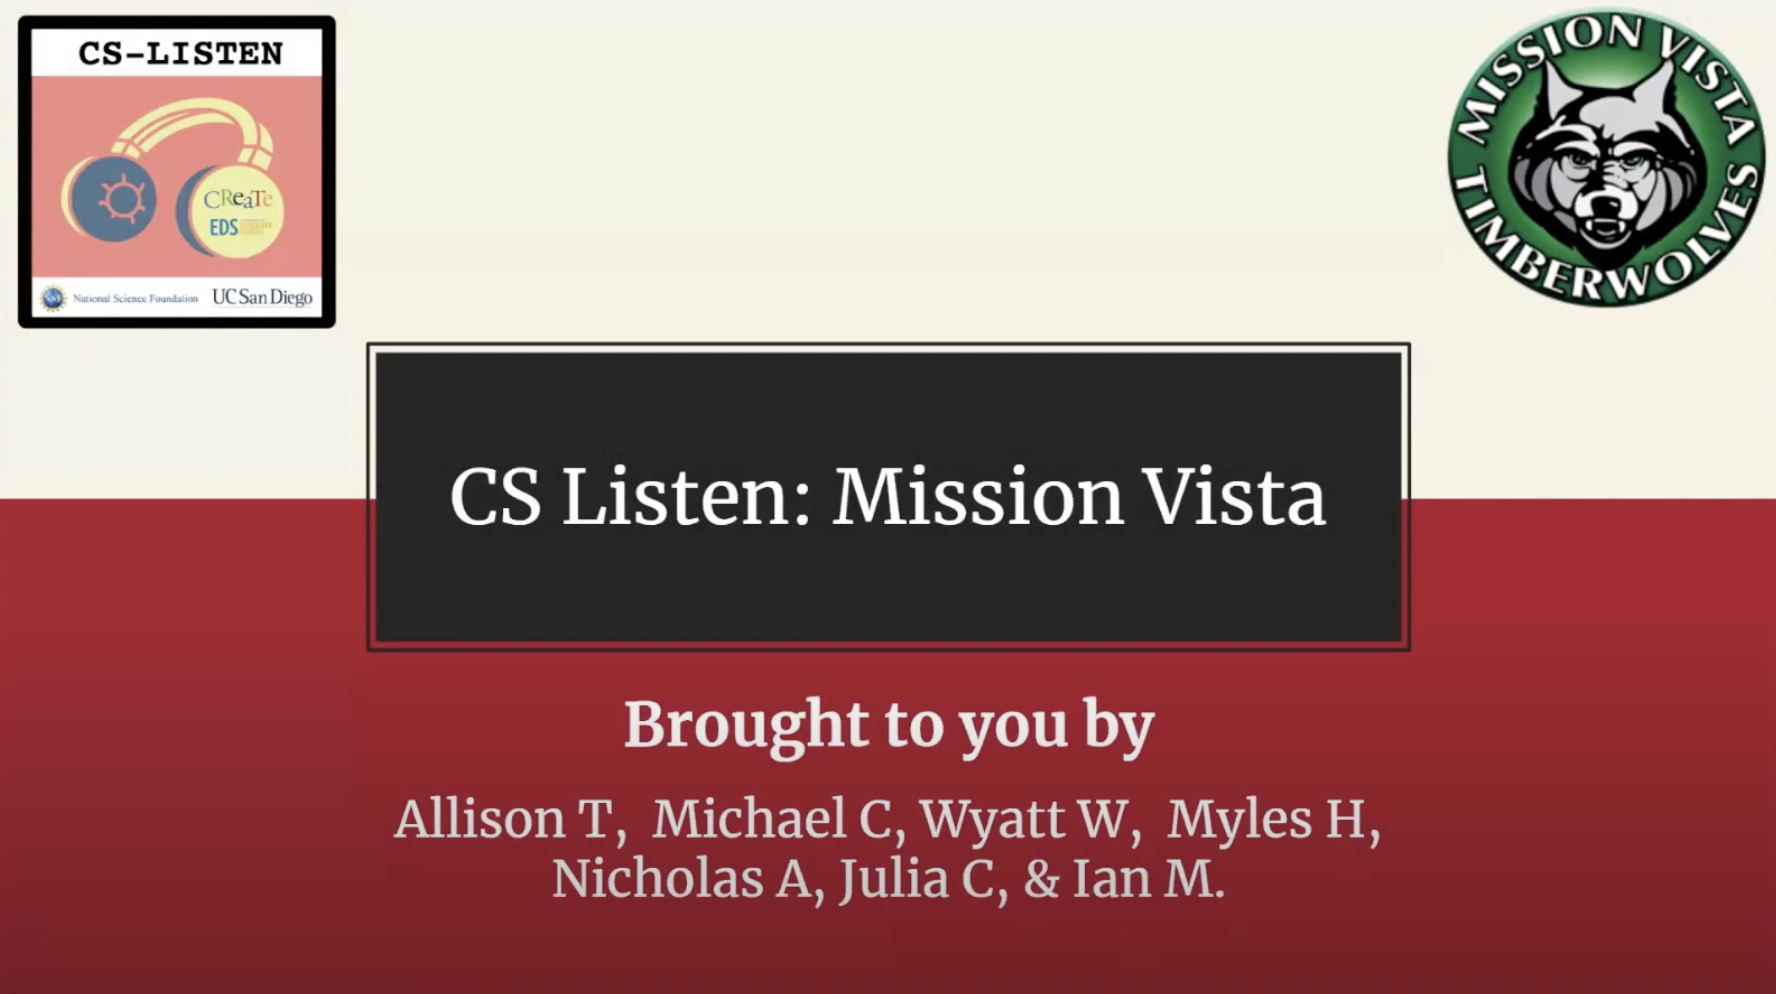 CS-LISTEN
CReaTe
EDS
National Science Foundation UC San Diego
MISSION VISTA
TIMBERWOLVES
CS Listen: Mission Vista
Brought to you by
Allison T, Michael C, Wyatt W, Myles H,
Nicholas A, Julia C, & Ian M.